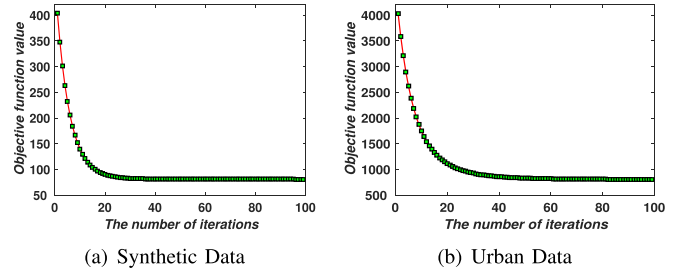 Objective function value
400
350
300
250
200
150
100
50
0 20 40 60 80 100
The number of iterations
(a) Synthetic Data
Objective function value
4000
3500
3000
2500
2000
1500
1000
500
0 20 40 60 80 100
The number of iterations
(b) Urban Data